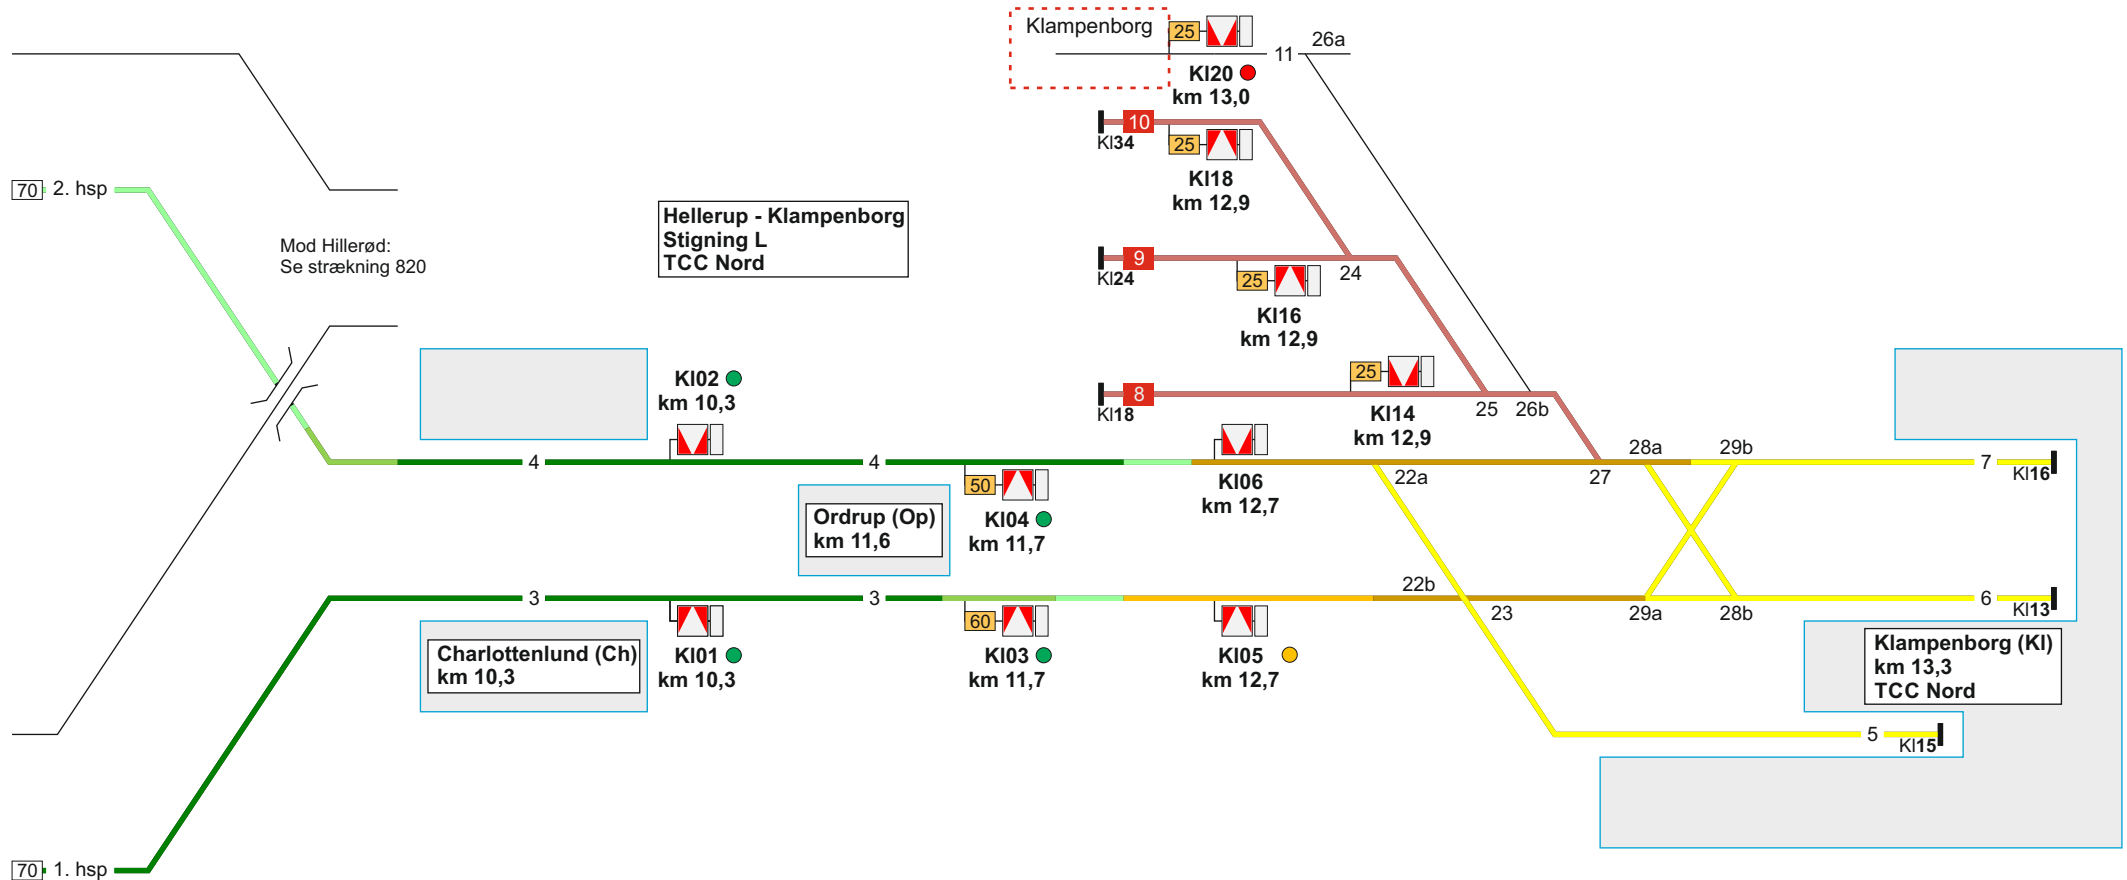 Klampenborg
25
11
26a
Kl20
km 13,0
10
Kl34
25
Kl18
km 12,9
70
2. hsp
Mod Hillerød:
Se strækning 820
Hellerup - Klampenborg
Stigning L
TCC Nord
9
Kl24
25
24
Kl16
km 12,9
Kl02
km 10,3
25
8
Kl18
Kl14
km 12,9
25
26b
28a
29b
4
4
7
Kl16
22a
27
50
Kl06
km 12,7
Ordrup (Op)
km 11,6
Kl04
km 11,7
22b
3
3
6
Kl13
23
29a
28b
60
Charlottenlund (Ch)
km 10,3
Kl01
km 10,3
Kl03
km 11,7
Kl05
km 12,7
Klampenborg (Kl)
km 13,3
TCC Nord
5
Kl15
70
1. hsp